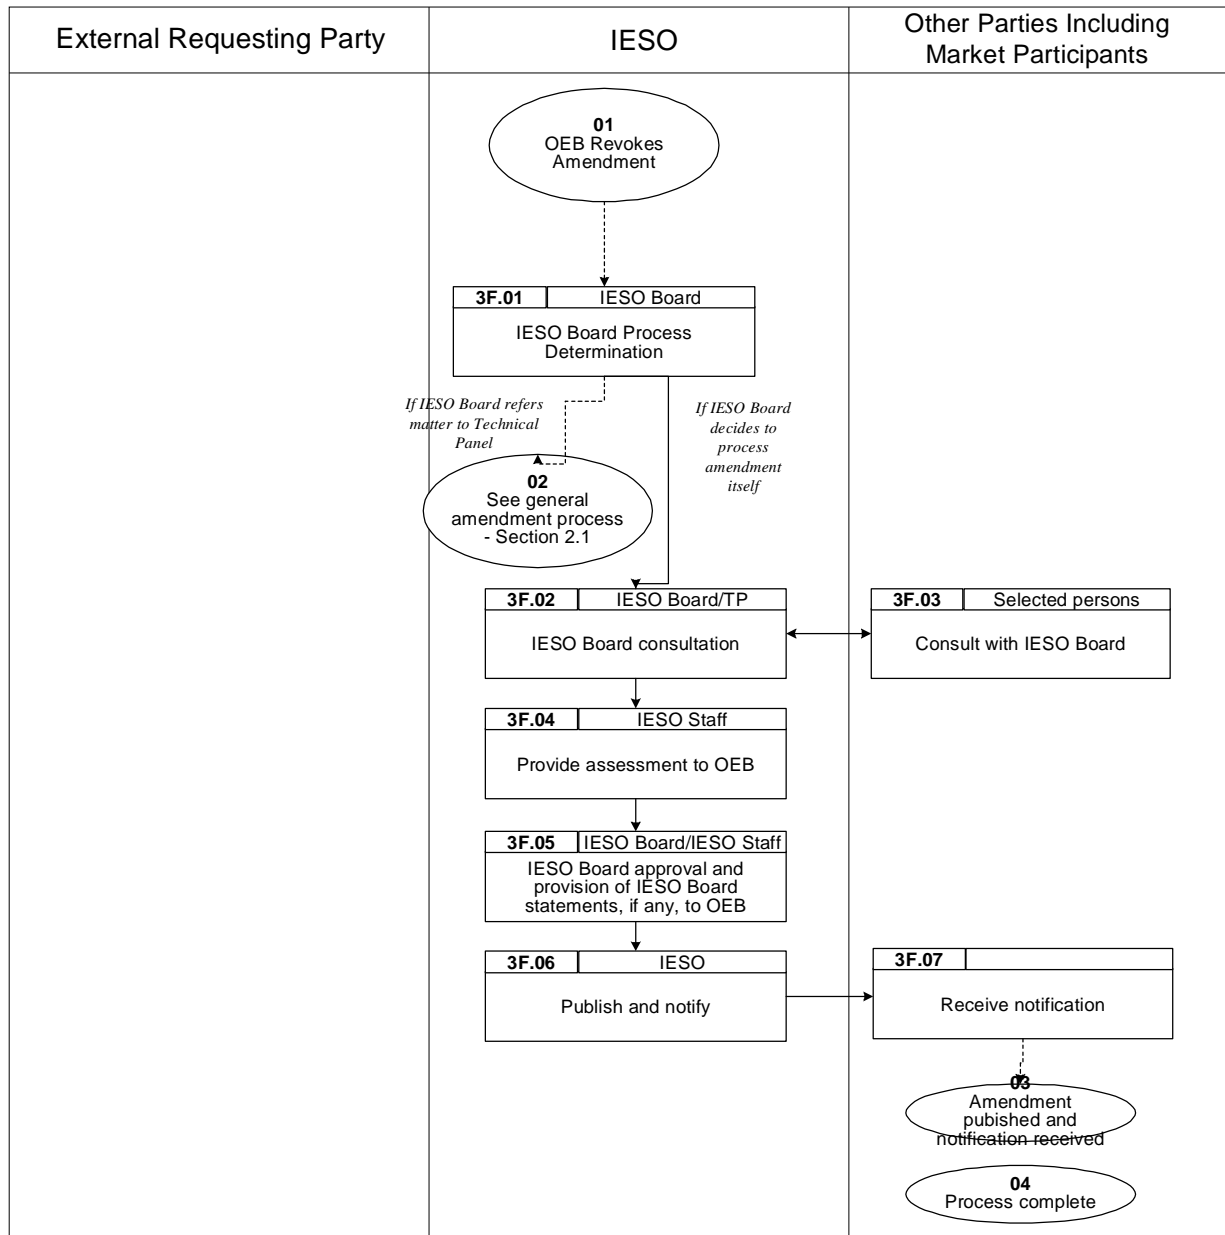 External Requesting Party
IESO
Other Parties Including
Market Participants
01
OEB Revokes
Amendment
3F.01
IESO Board
IESO Board Process
Determination
If IESO Board refers
matter to Technical
Panel
If IESO Board
decides to
process
amendment
itself
02
See general
amendment process
- Section 2.1
3F.02
IESO Board/TP
IESO Board consultation
3F.03
Selected persons
Consult with IESO Board
3F.04
IESO Staff
Provide assessment to OEB
3F.05
IESO Board/IESO Staff
IESO Board approval and
provision of IESO Board
statements, if any, to OEB
3F.06
IESO
Publish and notify
3F.07
Receive notification
03
Amendment
pubished and
notification received
04
Process complete